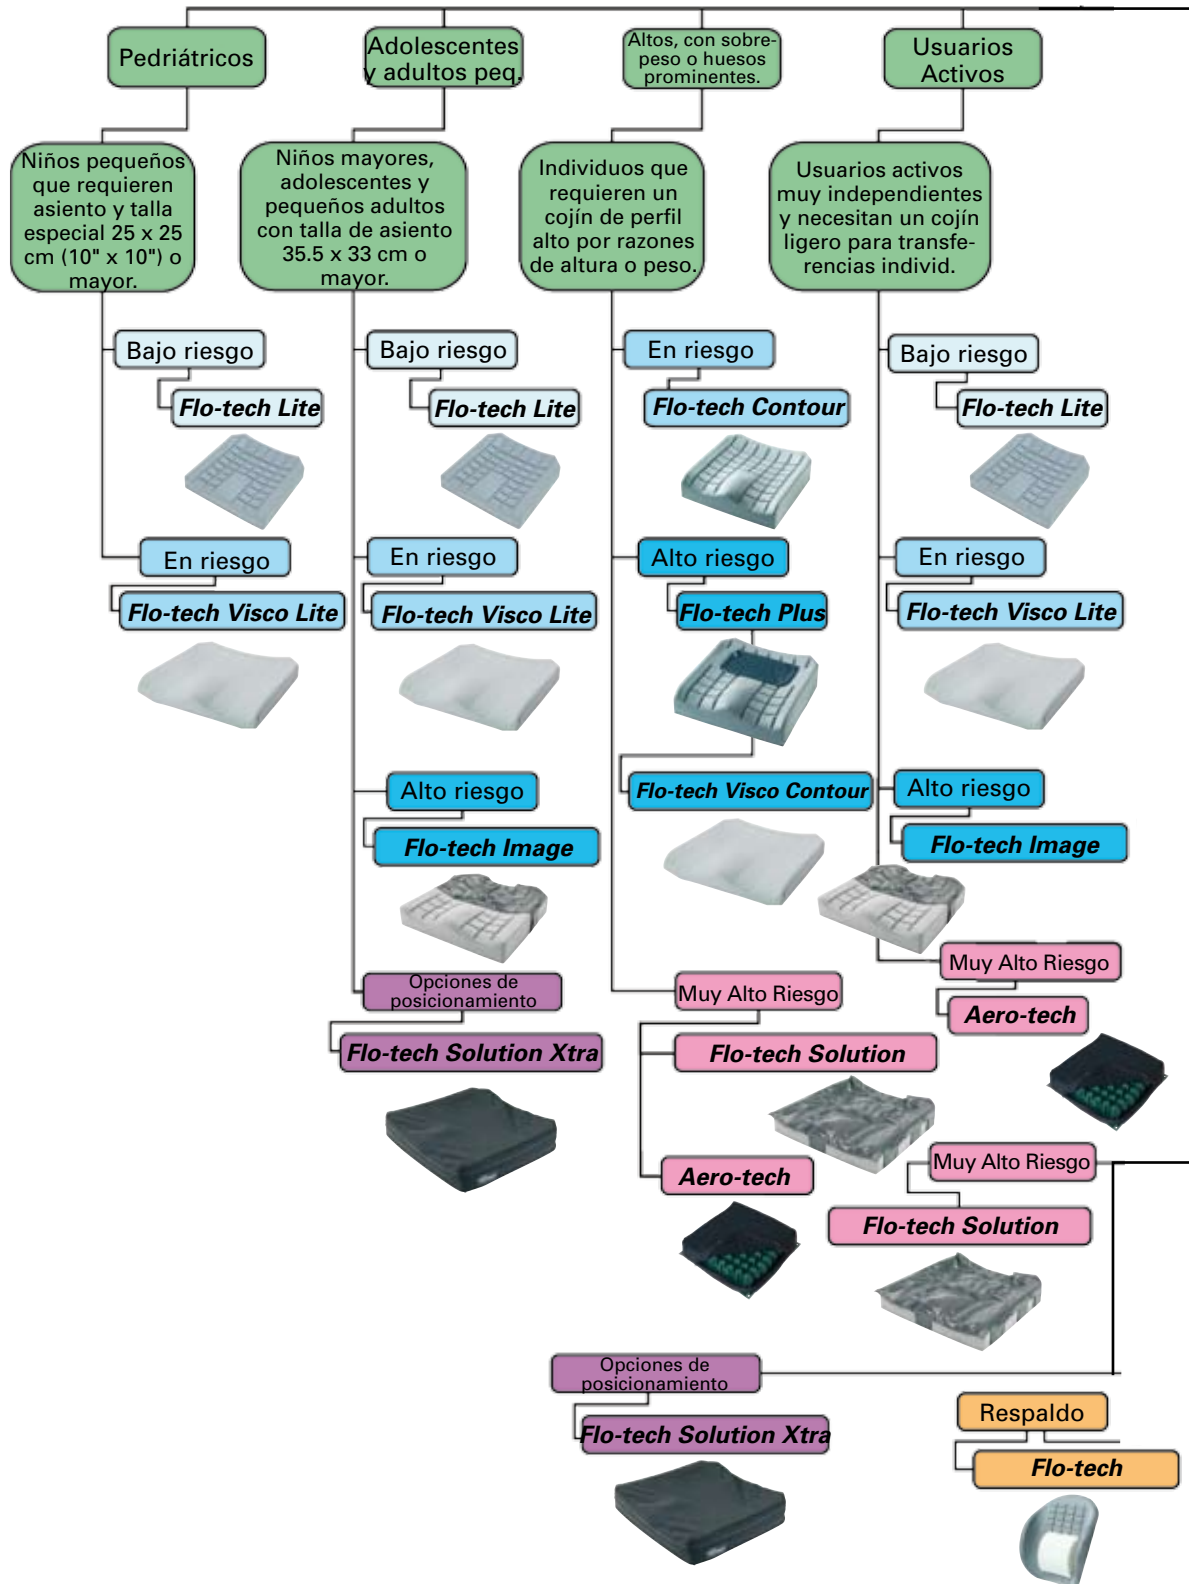 Pedriátricos
Adolescentes
y adultos peq.
Altos, con sobre-
peso o huesos
prominentes.
Usuarios
Activos
Niños pequeños
que requieren
asiento y talla
especial 25 x 25
cm (10" x 10") o
mayor.
Niños mayores,
adolescentes y
pequeños adultos
con talla de asiento
35.5 x 33 cm o
mayor.
Individuos que
requieren un
cojín de perfil
alto por razones
de altura o peso.
Usuarios activos
muy independientes
y necesitan un cojín
ligero para transfe-
rencias individ.
Bajo riesgo
Bajo riesgo
En riesgo
Bajo riesgo
Flo-tech Lite
Flo-tech Lite
Flo-tech Contour
Flo-tech Lite
En riesgo
En riesgo
Alto riesgo
En riesgo
Flo-tech Visco Lite
Flo-tech Visco Lite
Flo-tech Plus
Flo-tech Visco Lite
Alto riesgo
Flo-tech Visco Contour
Alto riesgo
Flo-tech Image
Flo-tech Image
Opciones de
posicionamiento
Muy Alto Riesgo
Muy Alto Riesgo
Aero-tech
Flo-tech Solution Xtra
Flo-tech Solution
Muy Alto Riesgo
Aero-tech
Flo-tech Solution
Opciones de
posicionamiento
Flo-tech Solution Xtra
Respaldo
Flo-tech